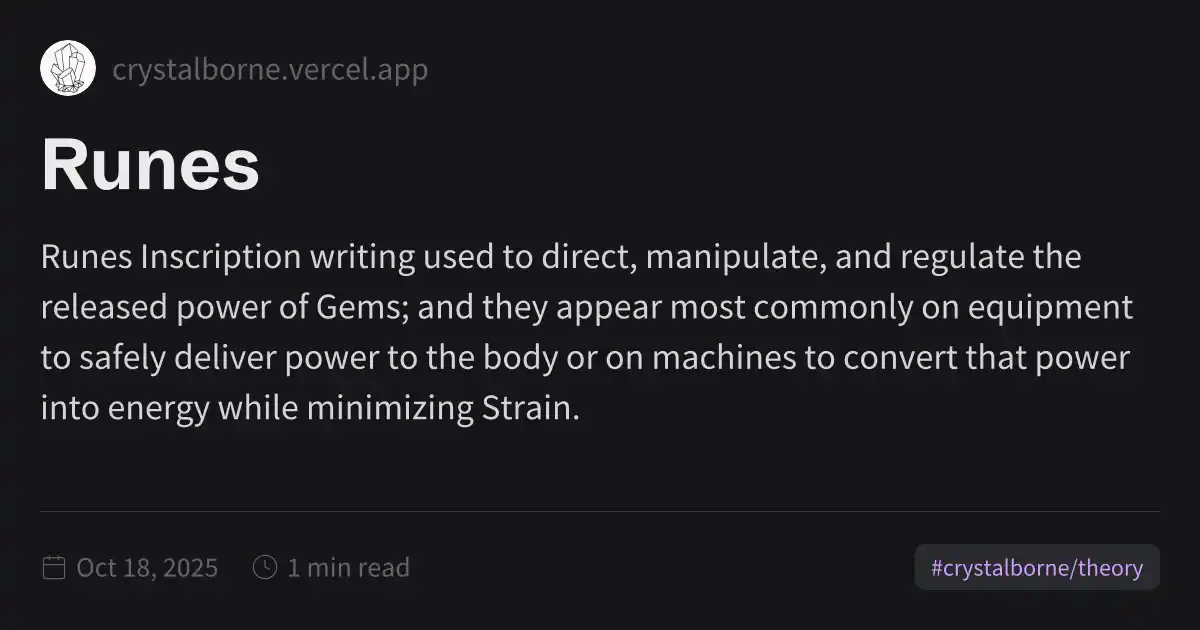 crystalborne.vercel.app
Runes
Runes Inscription writing used to direct, manipulate, and regulate the
released power of Gems; and they appear most commonly on equipment
to safely deliver power to the body or on machines to convert that power
into energy while minimizing Strain.
Oct 18, 2025 1 min read
#crystalborne/theory